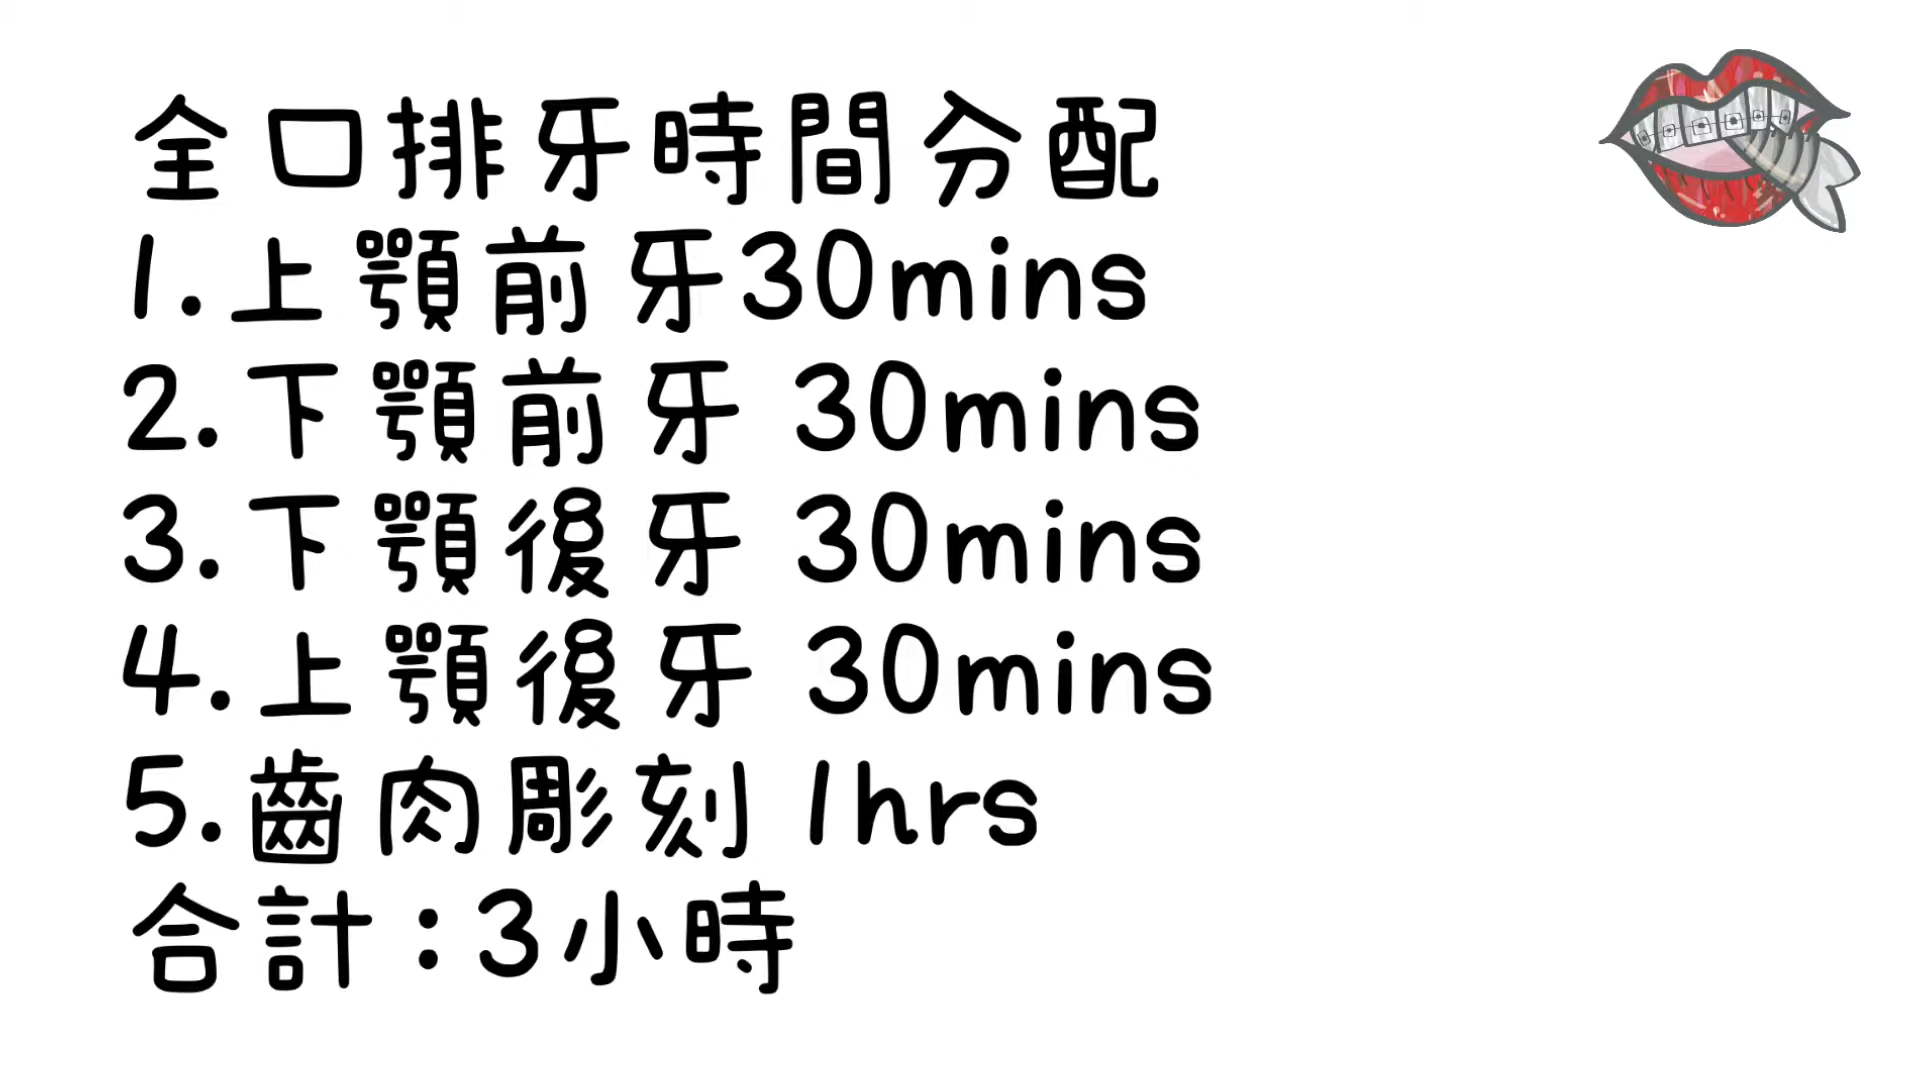 全口排牙時間分配
1.上顎前牙30mins
2.下顎前牙 30mins
3.下顎後牙 30mins
4.上顎後牙 30mins
5.齒肉彫刻 1hrs
合計:3小時